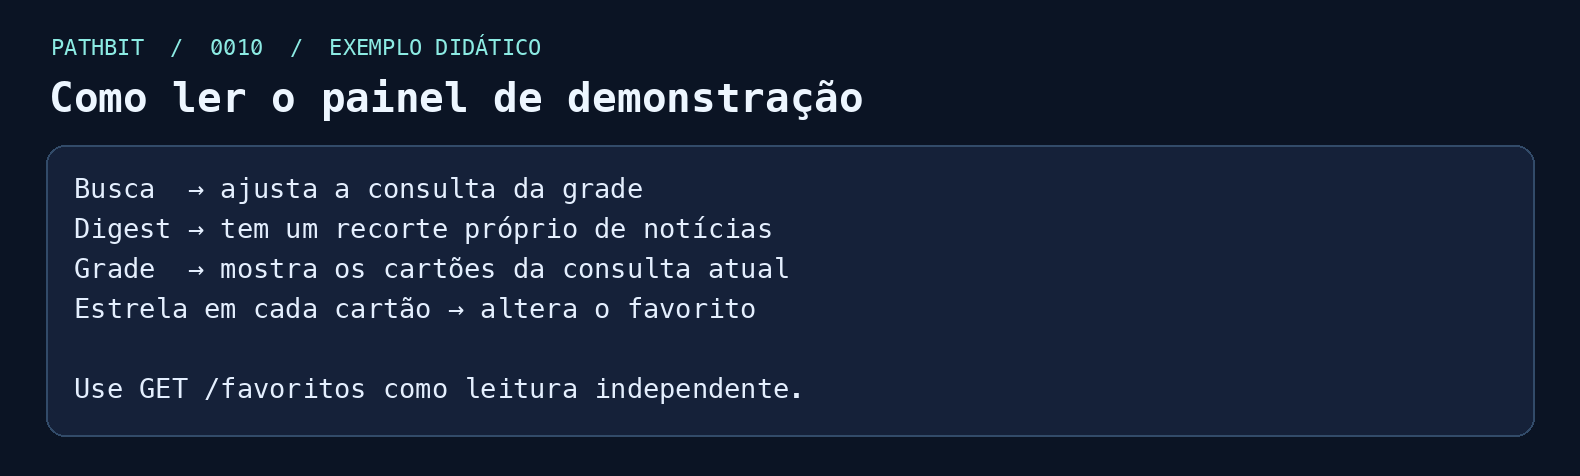 PATHBIT / 0010 / EXEMPLO DIDÁTICO
Como ler o painel de demonstração
Busca → ajusta a consulta da grade
Digest → tem um recorte próprio de notícias
Grade → mostra os cartões da consulta atual
Estrela em cada cartão → altera o favorito
Use GET /favoritos como leitura independente.